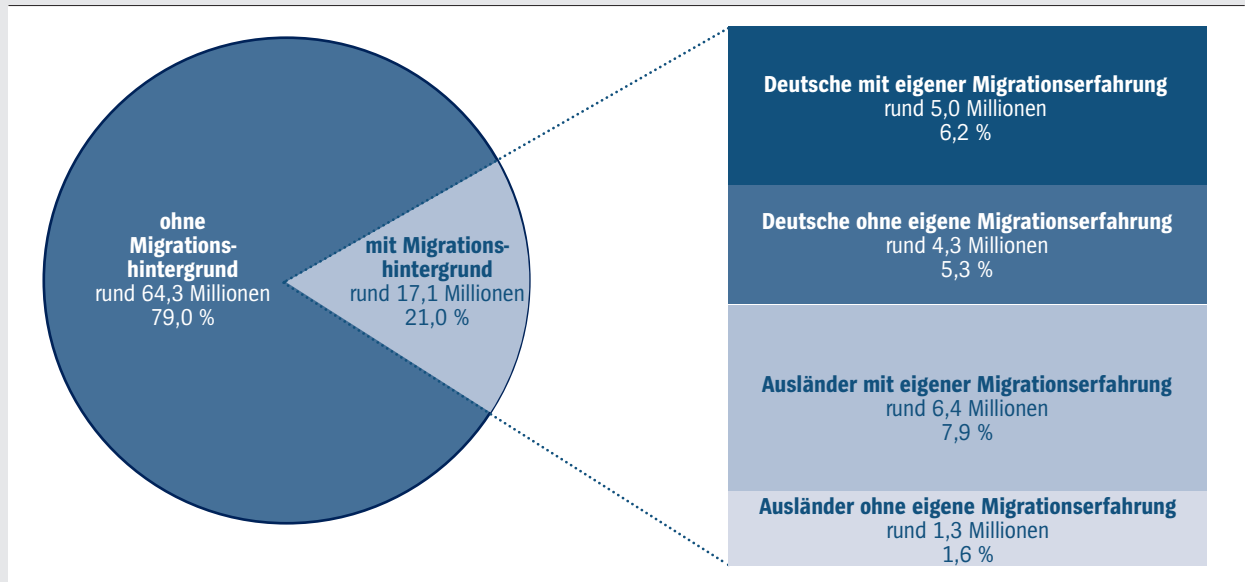 ohne
Migrations-
hintergrund
rund 64,3 Millionen
79,0 %
mit Migrations-
hintergrund
rund 17,1 Millionen
21,0 %
Deutsche mit eigener Migrationserfahrung
rund 5,0 Millionen
6,2 %
Deutsche ohne eigene Migrationserfahrung
rund 4,3 Millionen
5,3 %
Ausländer mit eigener Migrationserfahrung
rund 6,4 Millionen
7,9 %
Ausländer ohne eigene Migrationserfahrung
rund 1,3 Millionen
1,6 %